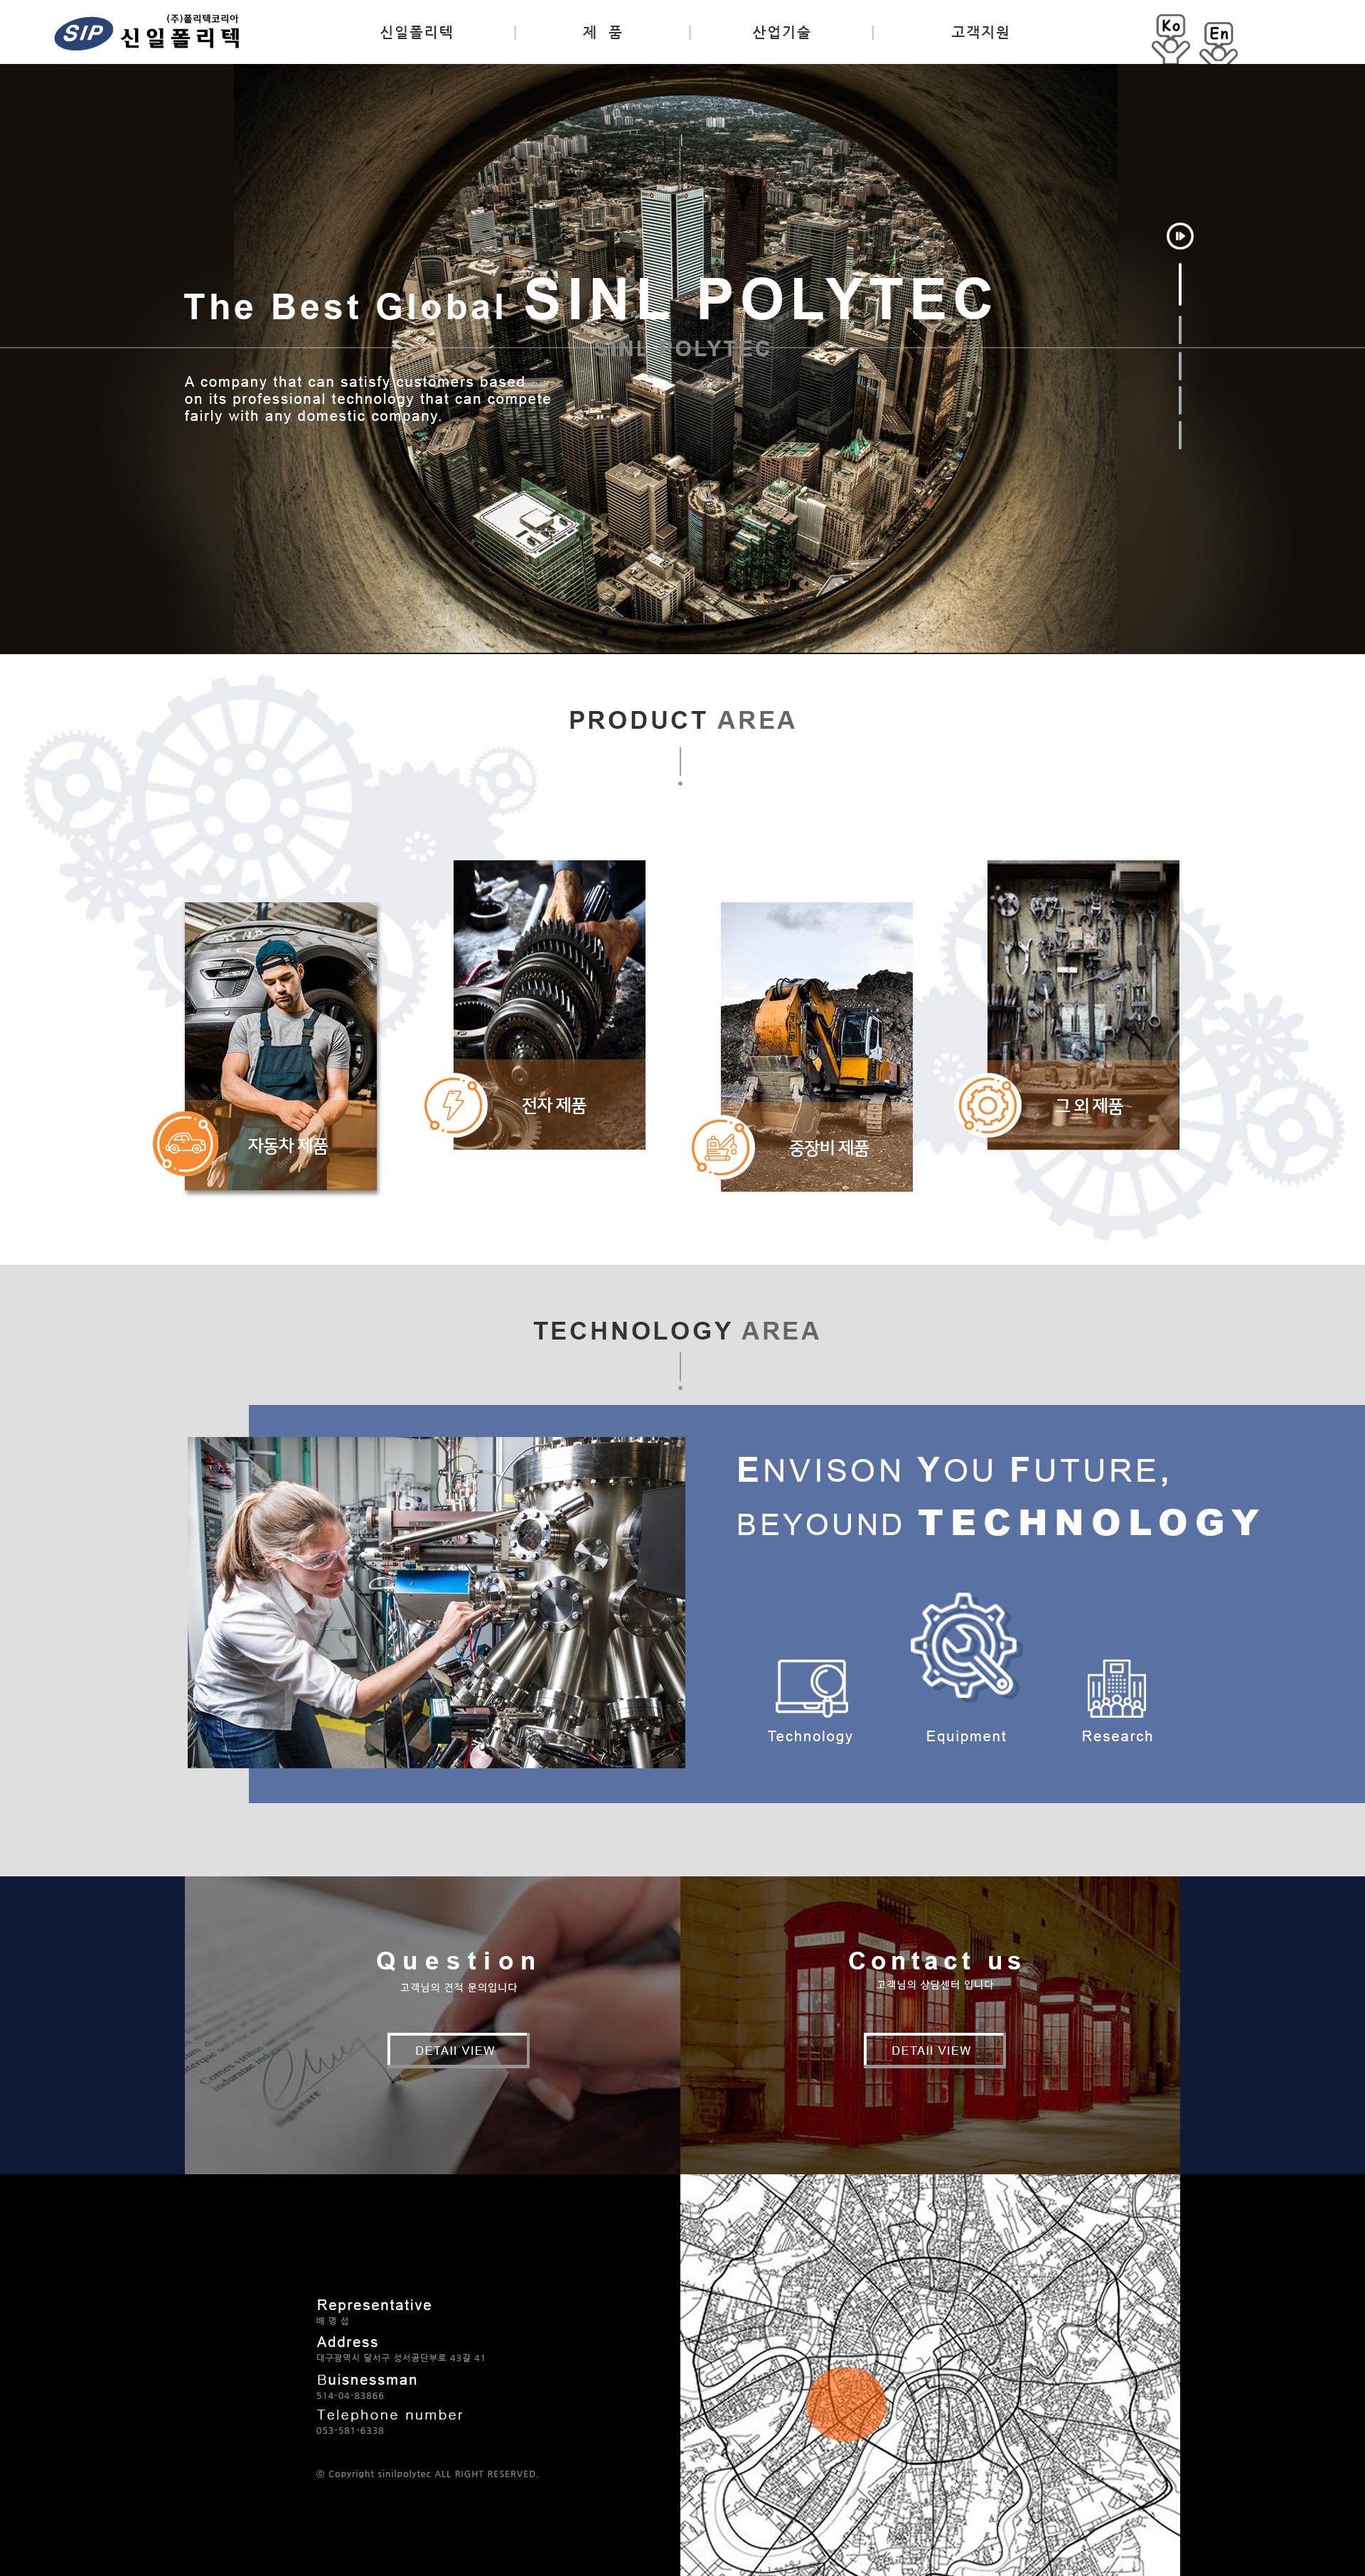 (주)폴리텍코리아
SIP 신일폴리텍
신일폴리텍 제 품 산업기술 고객지원
Ko En
The Best Global SINL POLYTEC
SINL POLYTEC
A company that can satisfy customers based
on its professional technology that can compete
fairly with any domestic company.
PRODUCT AREA
자동차 제품
전자 제품
중장비 제품
그 외 제품
TECHNOLOGY AREA
ENVISON YOU FUTURE,
BEYOUND TECHNOLOGY
Technology
Equipment
Research
Question
고객님의 견적 문의입니다
DETAIl VIEW
signature
Contact us
고객님의 상담센터 입니다
DETAIl VIEW
Representative
배 명 섭
Address
대구광역시 달서구 성서공단부로 43길 41
Buisnessman
514-04-83866
Telephone number
053-581-6338
ⓒ Copyright sinilpolytec ALL RIGHT RESERVED.